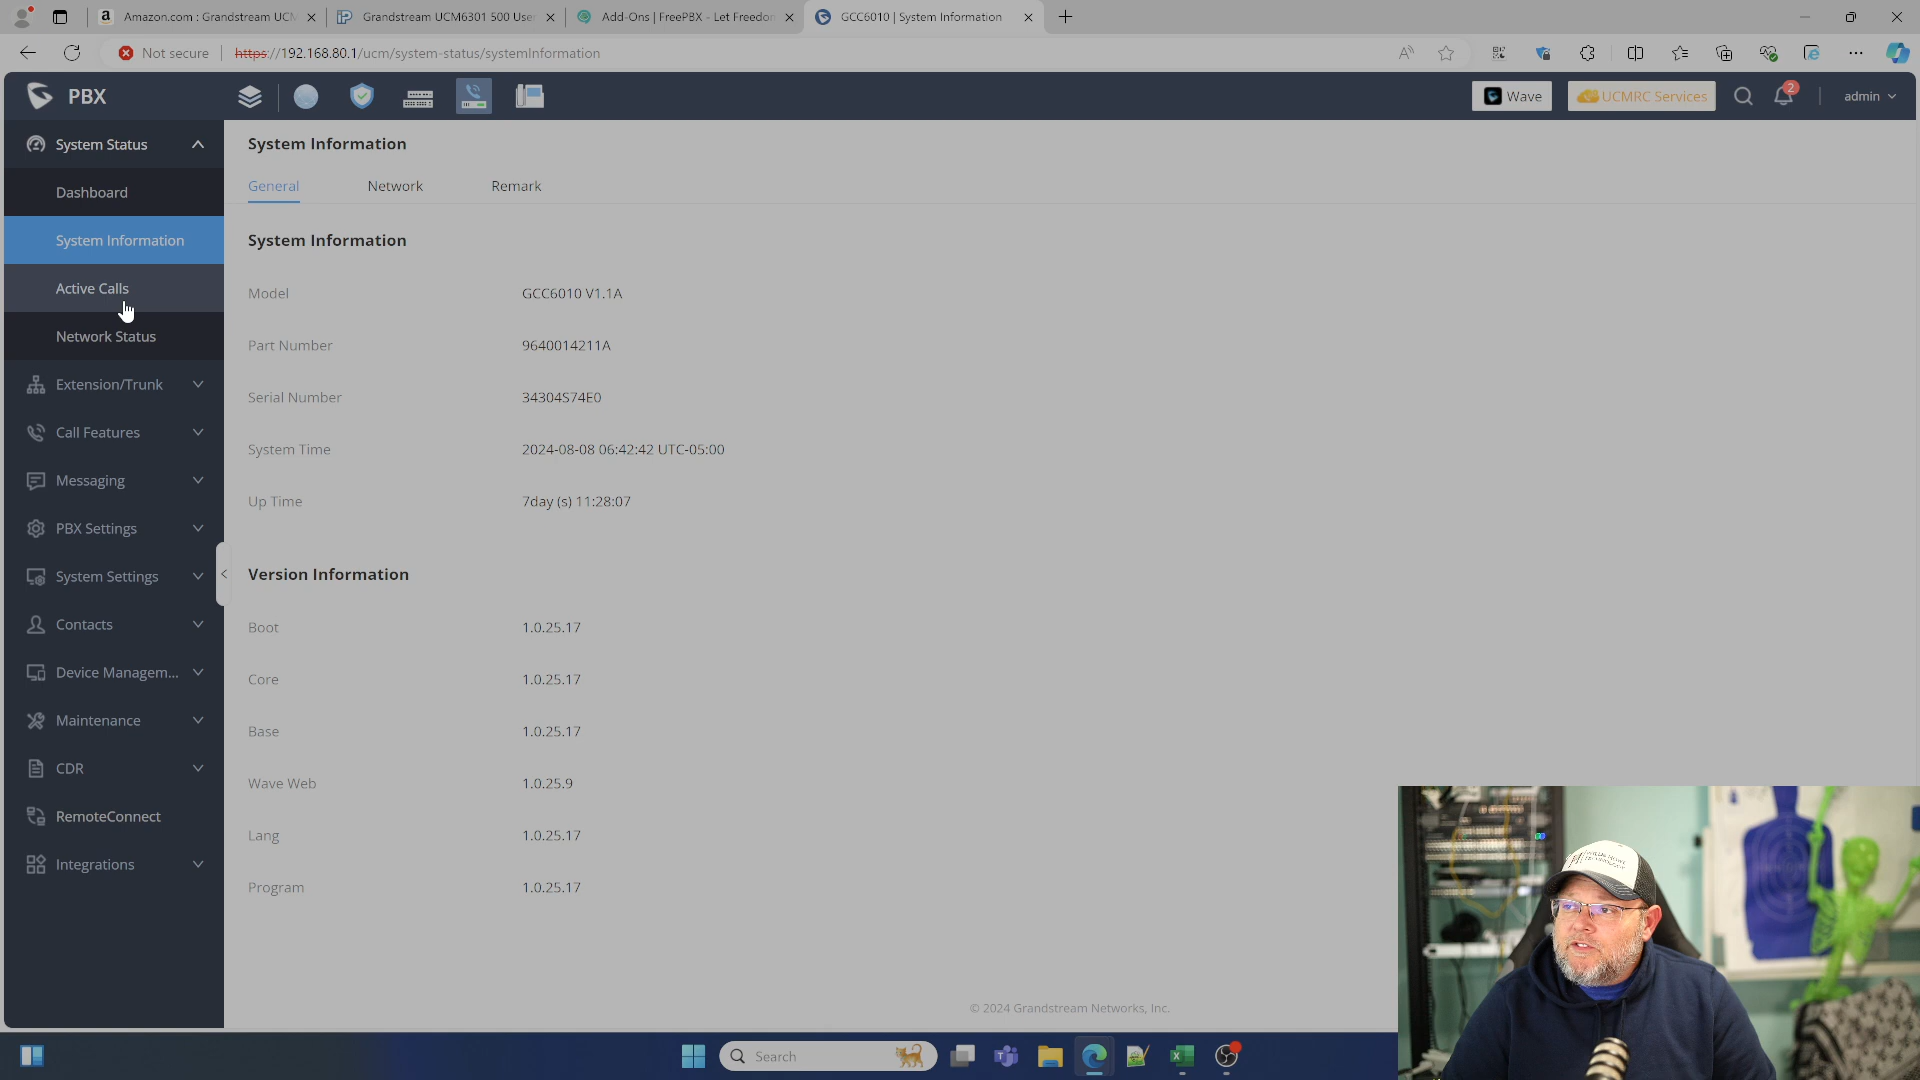 Amazon.com : Grandstream UCM
Grandstream UCM6301 500 Use
Add-Ons | FreePBX - Let Freedom
GCC6010 | System Information
Not secure
https://192.168.80.1/ucm/system-status/systemInformation
PBX
Wave
UCMRC Services
2
admin
System Status
Dashboard
System Information
Active Calls
Network Status
Extension/Trunk
Call Features
Messaging
PBX Settings
System Settings
Contacts
Device Managem...
Maintenance
CDR
RemoteConnect
Integrations
System Information
General
Network
Remark
System Information
Model
GCC6010 V1.1A
Part Number
9640014211A
Serial Number
34304S74E0
System Time
2024-08-08 06:42:42 UTC-05:00
Up Time
7day (s) 11:28:07
Version Information
Boot
1.0.25.17
Core
1.0.25.17
Base
1.0.25.17
Wave Web
1.0.25.9
Lang
1.0.25.17
Program
1.0.25.17
© 2024 Grandstream Networks, Inc.
Search